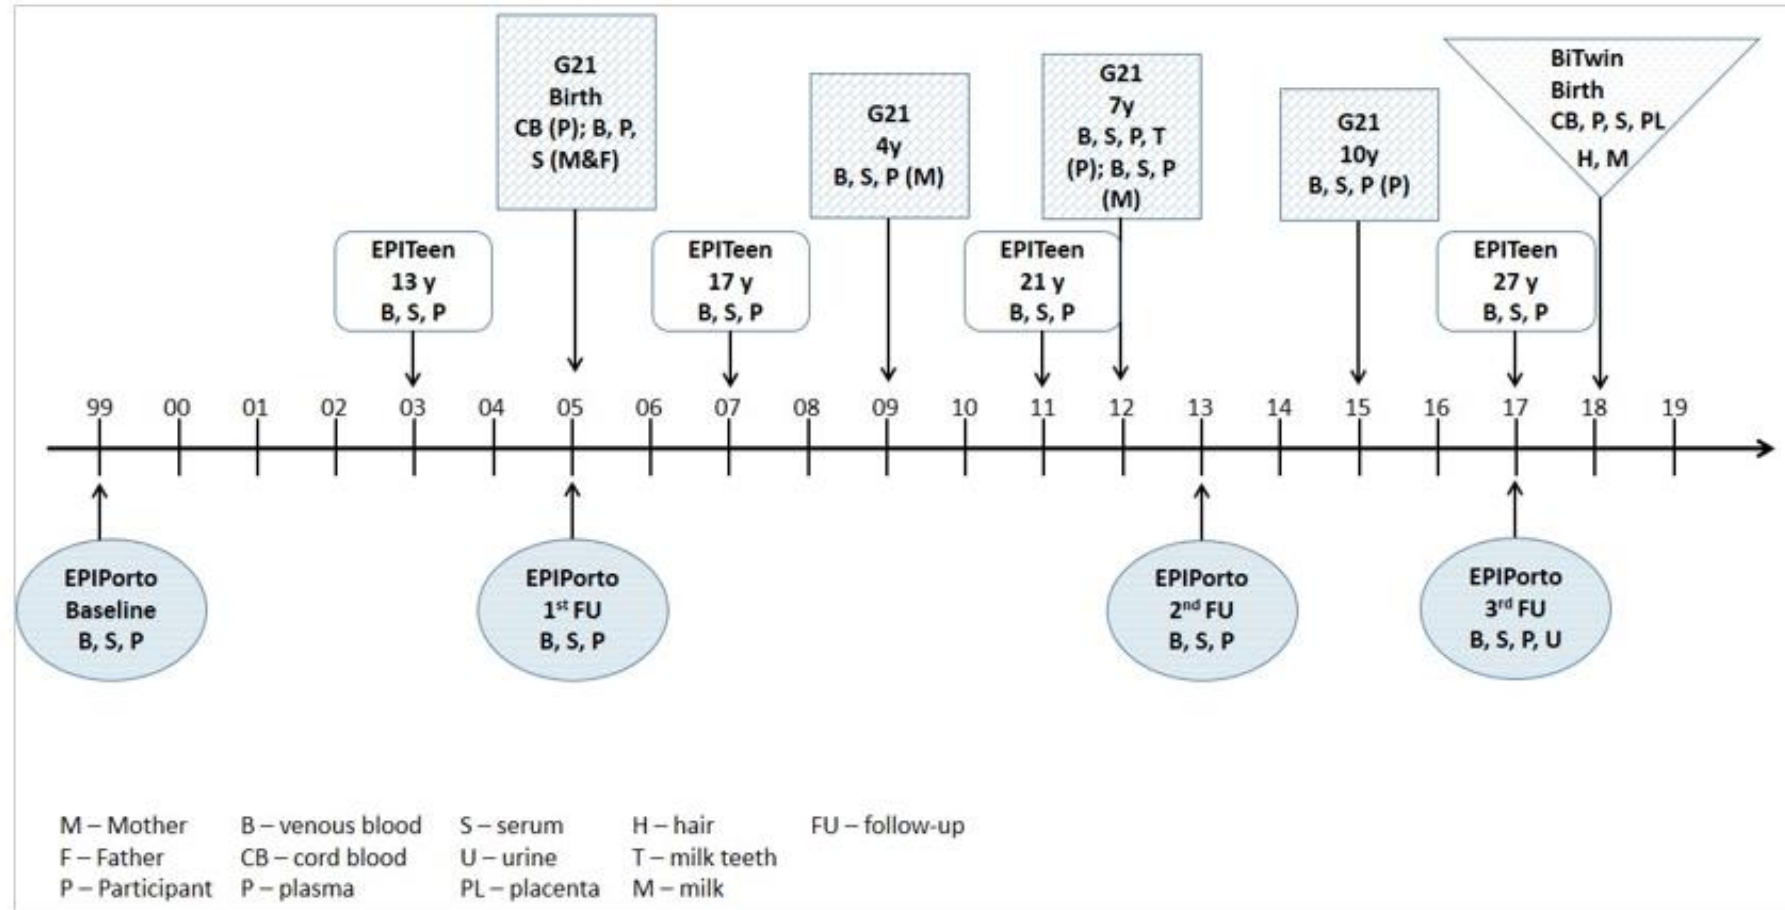 G21
Birth
CB (P); B, P,
S (M&F)
G21
4y
B, S, P (M)
G21
7y
B, S, P, T
(P); B, S, P
(M)
G21
10y
B, S, P (P)
BiTwin
Birth
CB, P, S, PL
H, M
EPITeen
13 y
B, S, P
EPITeen
17 y
B, S, P
EPITeen
21 y
B, S, P
EPITeen
27 y
B, S, P
99 00 01 02 03 04 05 06 07 08 09 10 11 12 13 14 15 16 17 18 19
EPIPorto
Baseline
B, S, P
EPIPorto
1st FU
B, S, P
EPIPorto
2nd FU
B, S, P
EPIPorto
3rd FU
B, S, P, U
M – Mother B – venous blood S – serum H – hair FU – follow-up
F – Father CB – cord blood U – urine T – milk teeth
P – Participant P – plasma PL – placenta M – milk